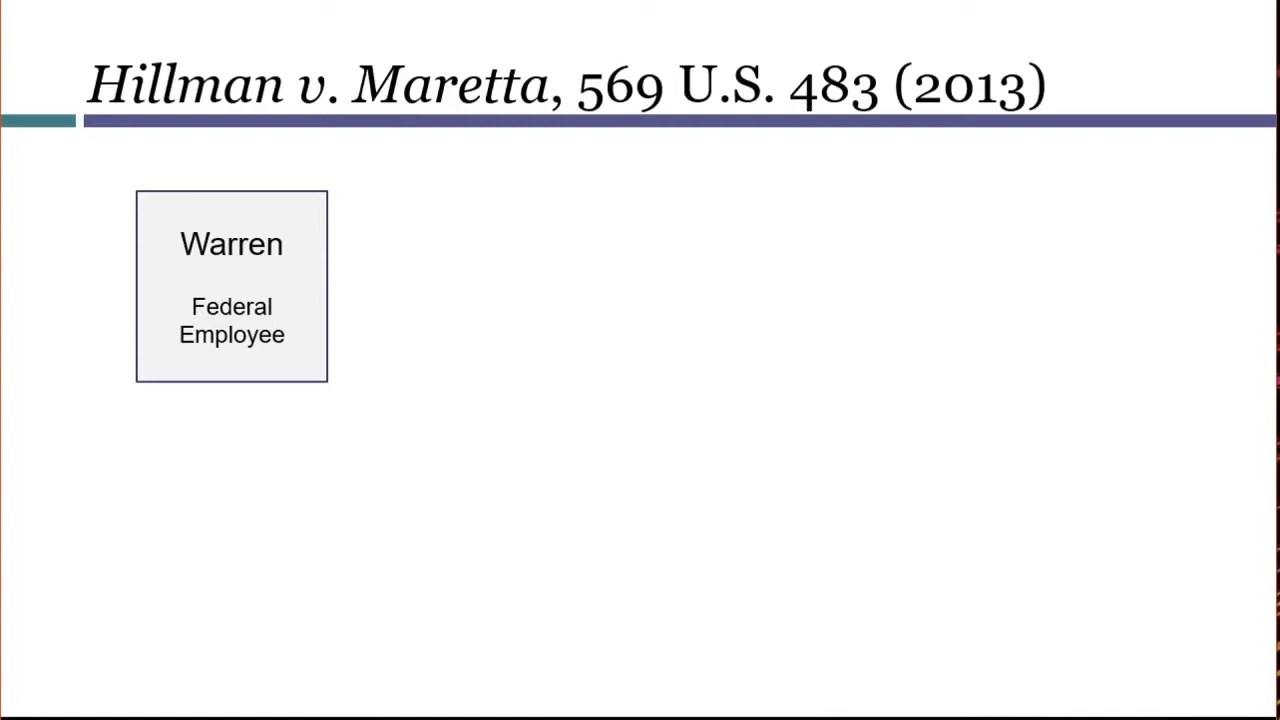 Hillman v. Maretta, 569 U.S. 483 (2013)
Warren
Federal
Employee